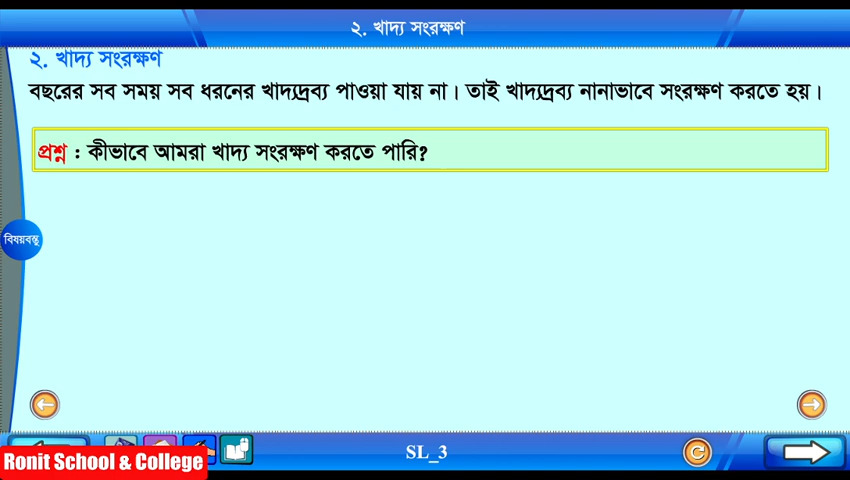 ২. খাদ্য সংরক্ষণ
২. খাদ্য সংরক্ষণ
বছরের সব সময় সব ধরনের খাদ্যদ্রব্য পাওয়া যায় না। তাই খাদ্যদ্রব্য নানাভাবে সংরক্ষণ করতে হয়।
প্রশ্ন : কীভাবে আমরা খাদ্য সংরক্ষণ করতে পারি?
বিষয়বস্তু
SL_3
Ronit School & College